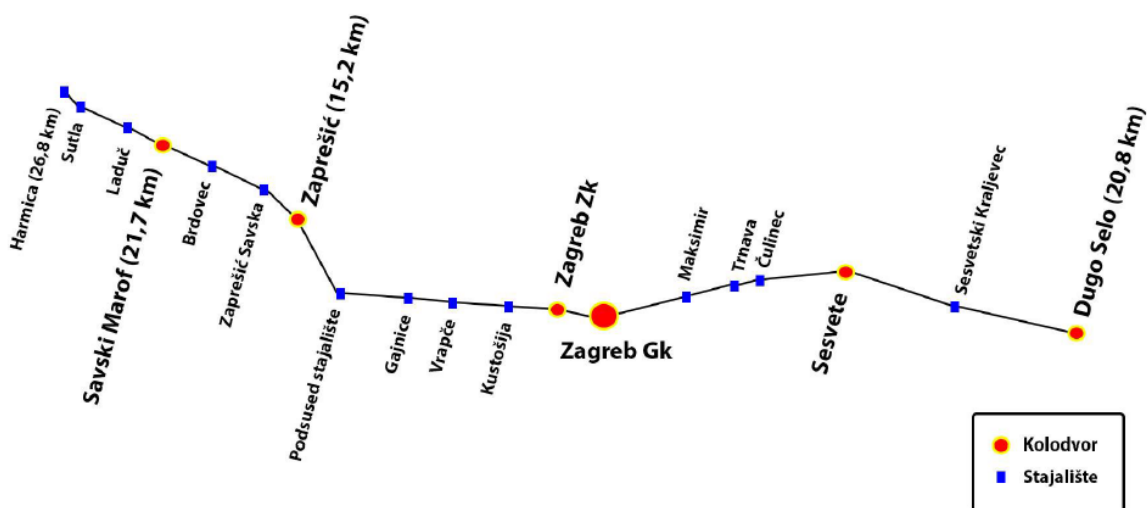 Harmica (26,8 km)
Sutla
Laduč
Savski Marof (21,7 km)
Brdovec
Zaprešić Savska
Zaprešić (15,2 km)
Podsused stajalište
Gajnice
Vrapče
Kustošija
Zagreb Zk
Zagreb Gk
Maksimir
Trnava
Čulinec
Sesvete
Sesvetski Kraljevec
Dugo Selo (20,8 km)
Kolodvor
Stajalište